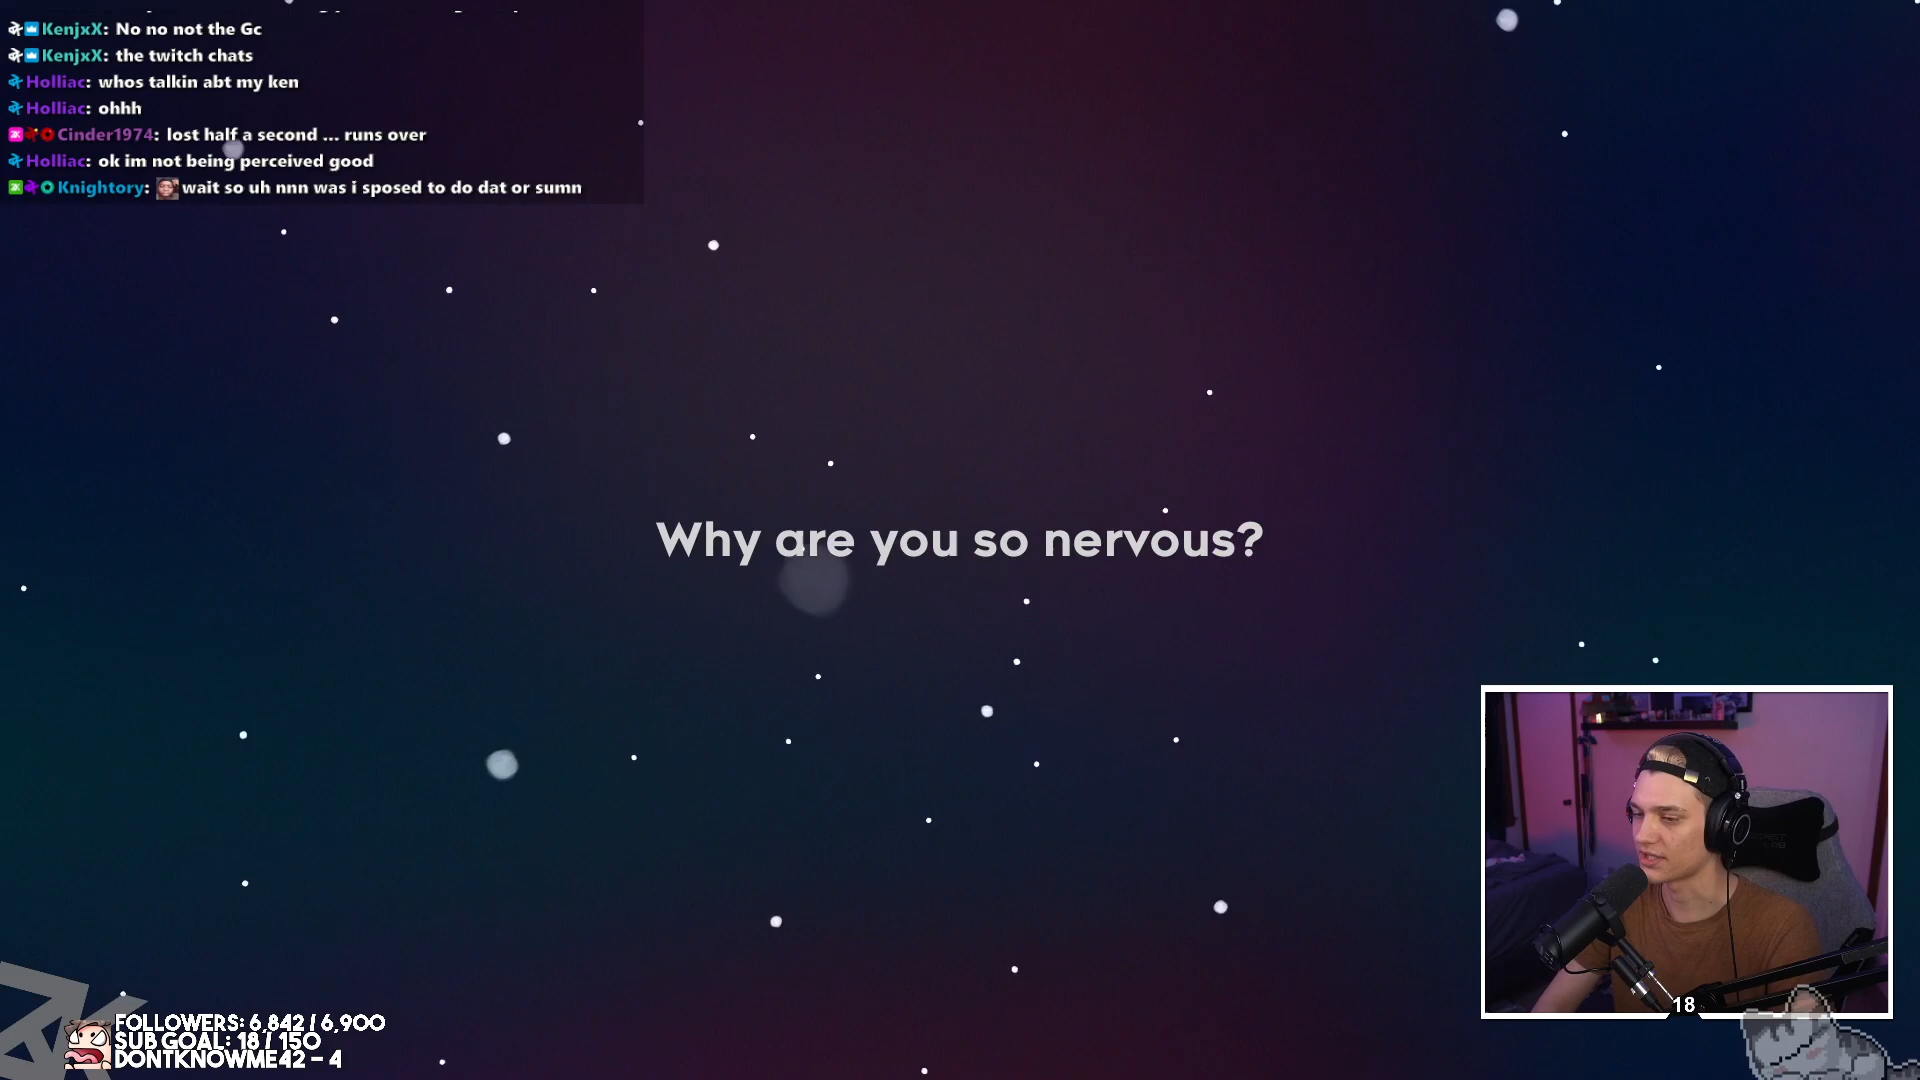 KenjxX: No no not the Gc
KenjxX: the twitch chats
Holliac: whos talkin abt my ken
Holliac: ohhh
Cinder1974: lost half a second ... runs over
Holliac: ok im not being perceived good
Knightory: wait so uh nnn was i sposed to do dat or sumn
Why are you so nervous?
18
FOLLOWERS: 6,842 / 6,900
SUB GOAL: 18 / 150
DONTKNOWME42 - 4